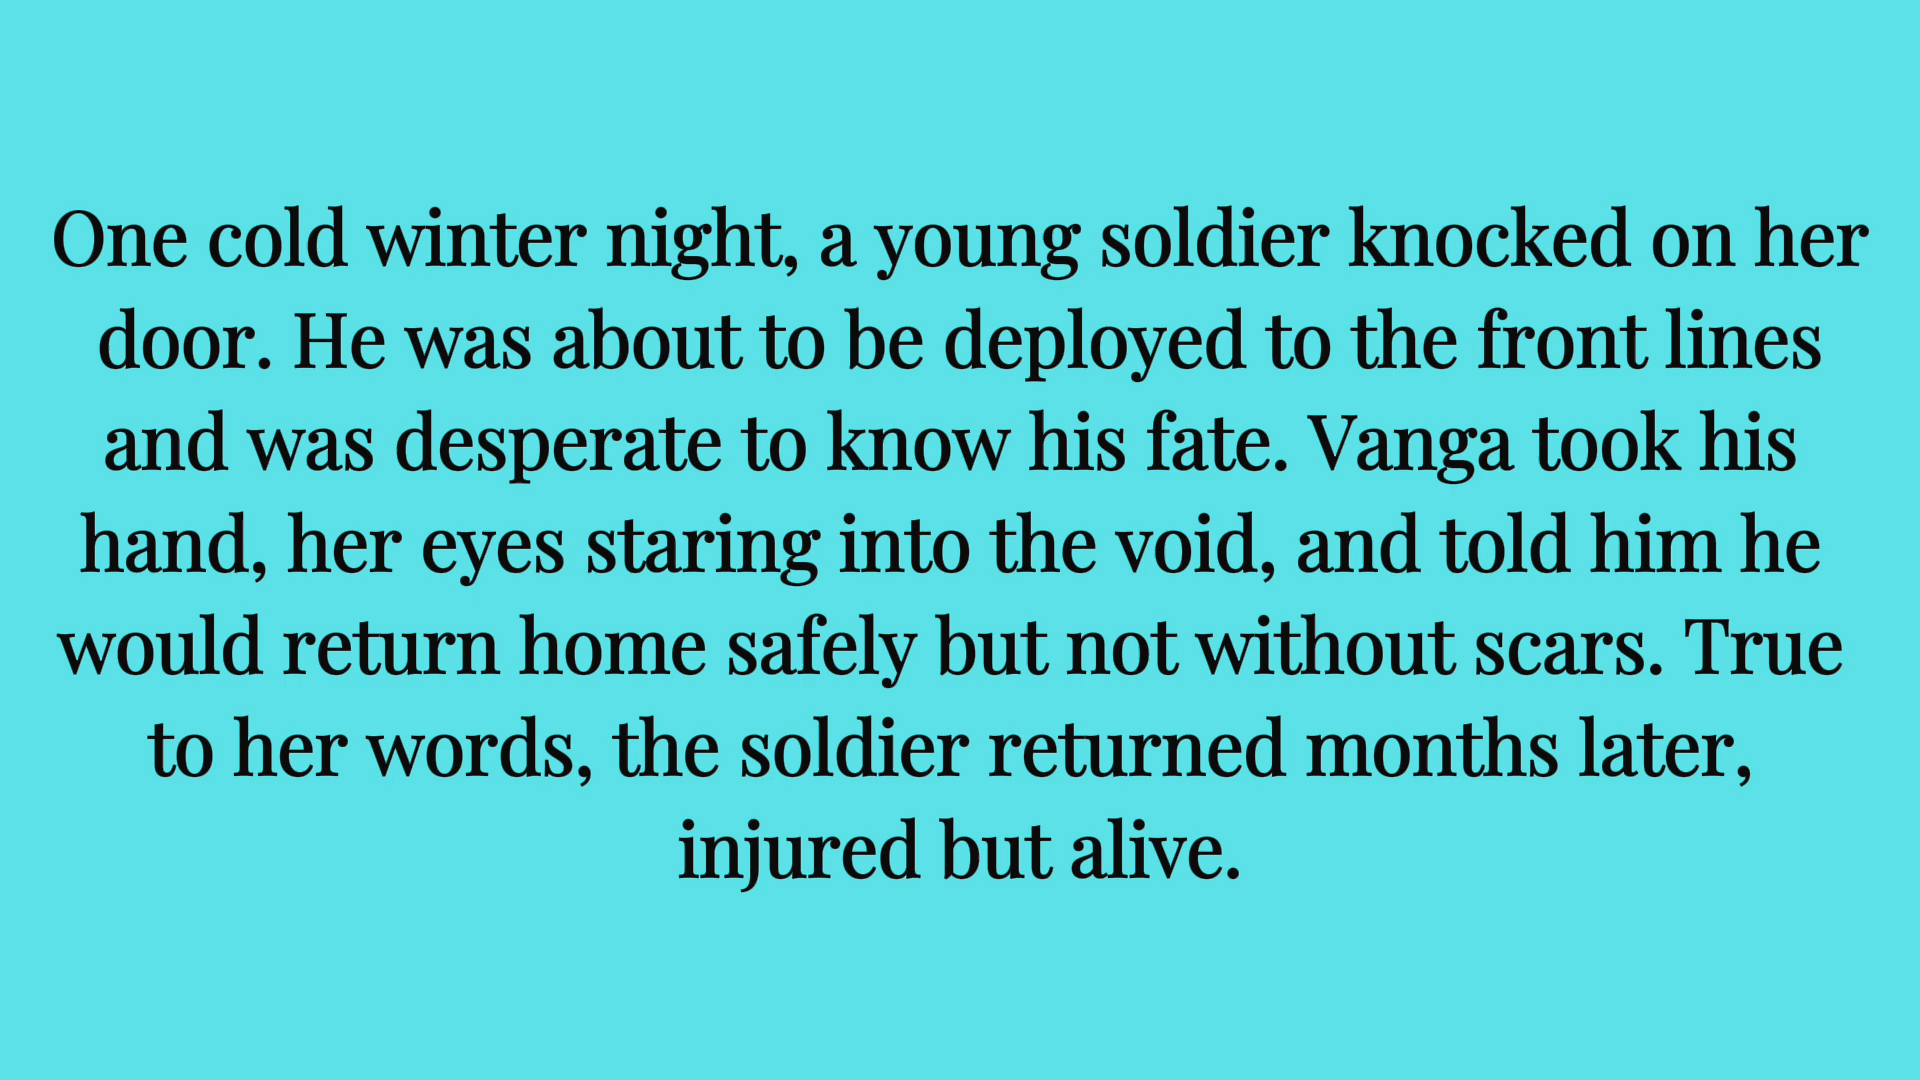 One cold winter night, a young soldier knocked on her
door. He was about to be deployed to the front lines
and was desperate to know his fate. Vanga took his
hand, her eyes staring into the void, and told him he
would return home safely but not without scars. True
to her words, the soldier returned months later,
injured but alive.